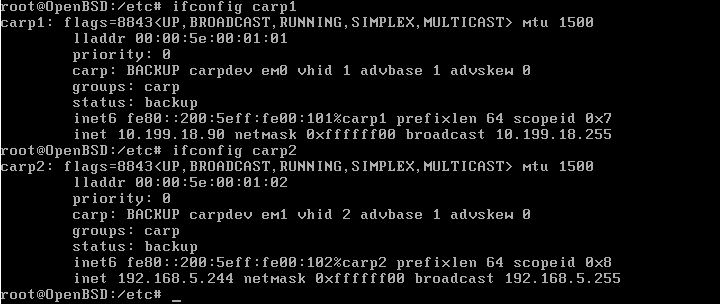 root@OpenBSD:/etc# ifconfig carp1
carp1: flags=8843<UP,BROADCAST,RUNNING,SIMPLEX,MULTICAST> mtu 1500
        lladdr 00:00:5e:00:01:01
        priority: 0
        carp: BACKUP carpdev em0 vhid 1 advbase 1 advskew 0
        groups: carp
        status: backup
        inet6 fe80::200:5eff:fe00:101%carp1 prefixlen 64 scopeid 0x7
        inet 10.199.18.90 netmask 0xffffff00 broadcast 10.199.18.255
root@OpenBSD:/etc# ifconfig carp2
carp2: flags=8843<UP,BROADCAST,RUNNING,SIMPLEX,MULTICAST> mtu 1500
        lladdr 00:00:5e:00:01:02
        priority: 0
        carp: BACKUP carpdev em1 vhid 2 advbase 1 advskew 0
        groups: carp
        status: backup
        inet6 fe80::200:5eff:fe00:102%carp2 prefixlen 64 scopeid 0x8
        inet 192.168.5.244 netmask 0xffffff00 broadcast 192.168.5.255
root@OpenBSD:/etc# _